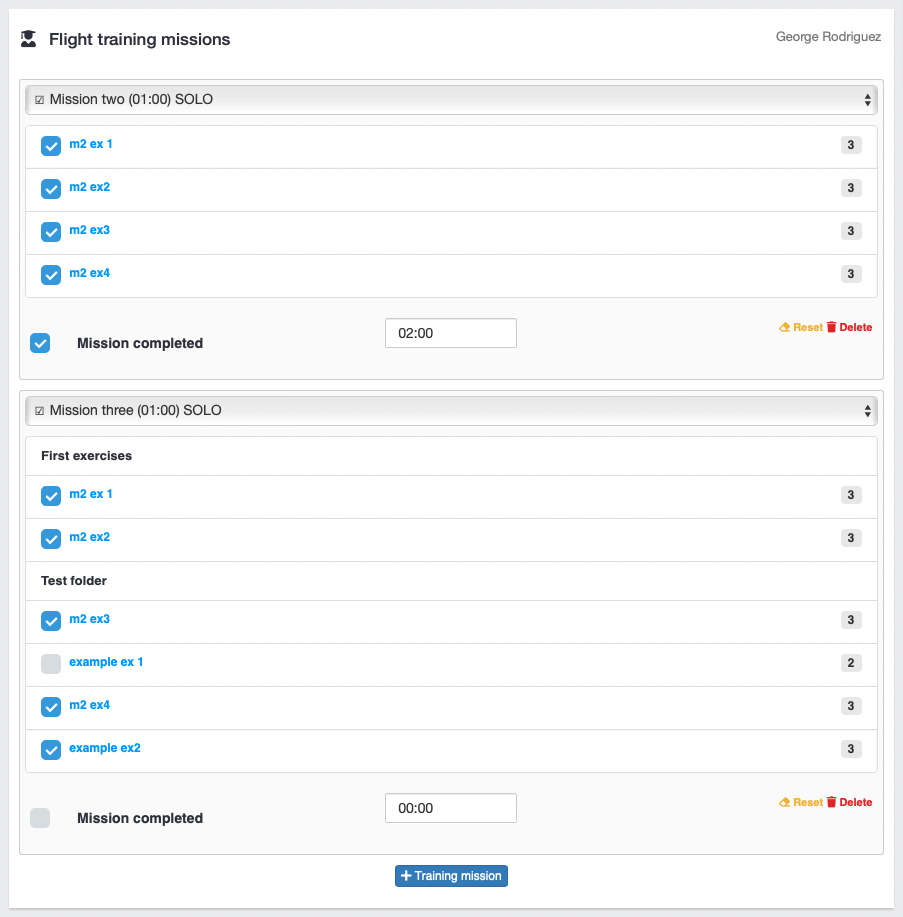 Flight training missions
George Rodriguez
☑ Mission two (01:00) SOLO
m2 ex 1 3
m2 ex2 3
m2 ex3 3
m2 ex4 3
Mission completed 02:00 Reset Delete
☑ Mission three (01:00) SOLO
First exercises
m2 ex 1 3
m2 ex2 3
Test folder
m2 ex3 3
example ex 1 2
m2 ex4 3
example ex2 3
Mission completed 00:00 Reset Delete
+ Training mission